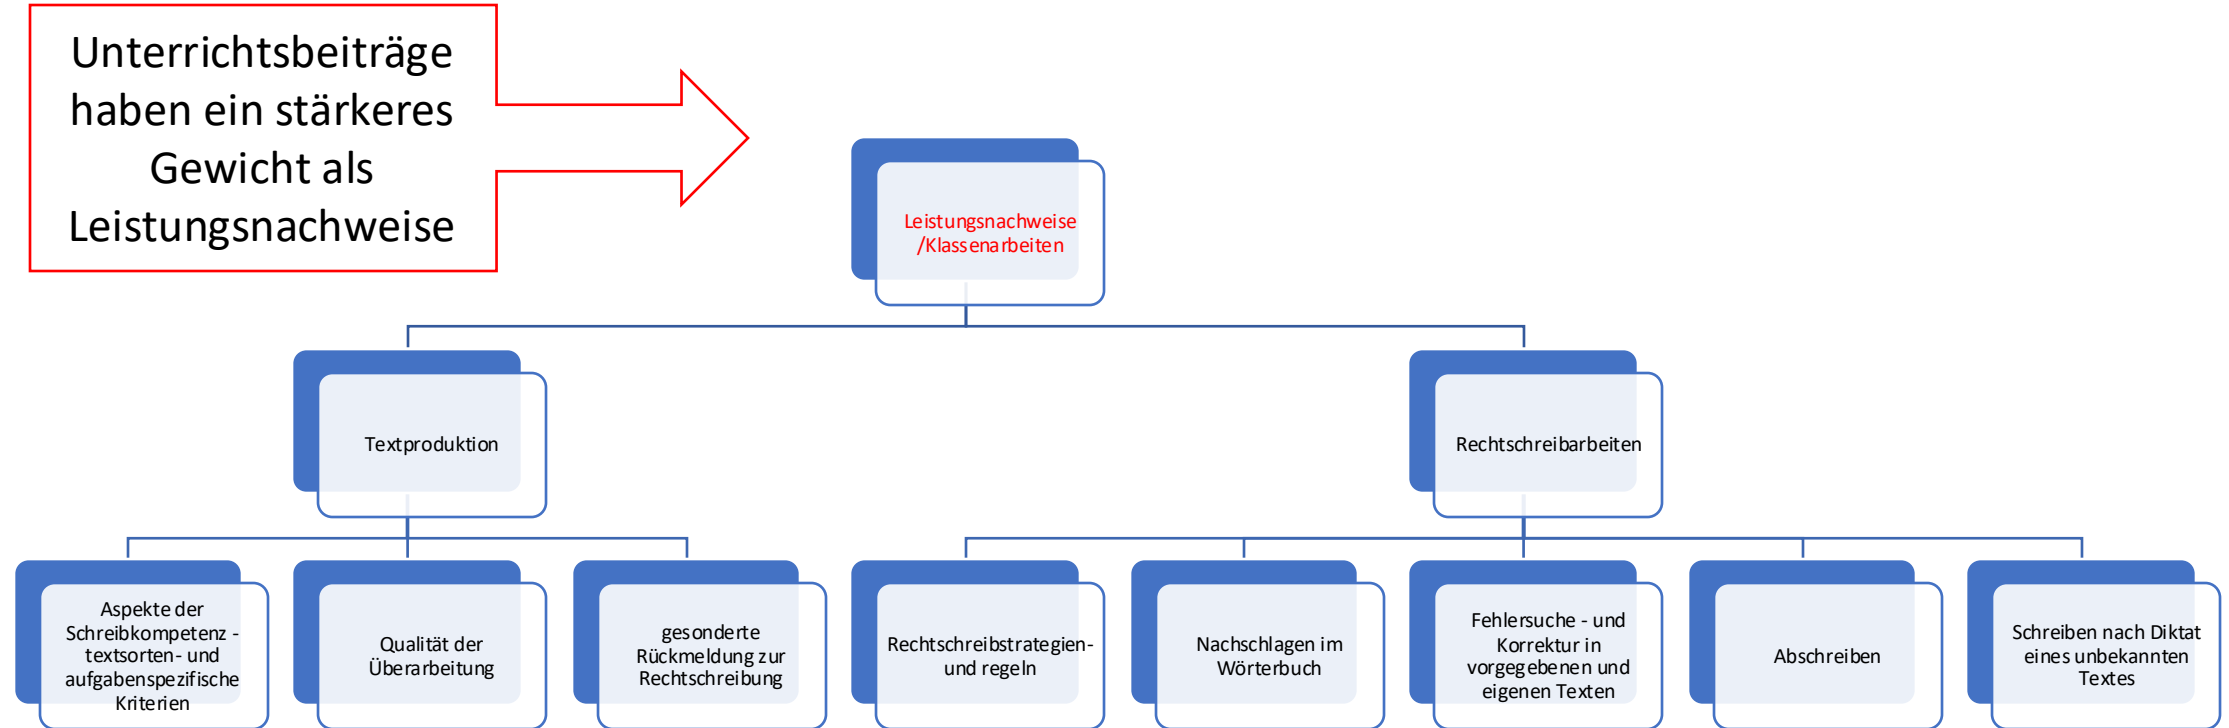 Unterrichtsbeiträge
haben ein stärkeres
Gewicht als
Leistungsnachweise
Leistungsnachweise
/Klassenarbeiten
Textproduktion
Rechtschreibarbeiten
Aspekte der
Schreibkompetenz -
textsorten- und
aufgabenspezifische
Kriterien
Qualität der
Überarbeitung
gesonderte
Rückmeldung zur
Rechtschreibung
Rechtschreibstrategien-
und regeln
Nachschlagen im
Wörterbuch
Fehlersuche - und
Korrektur in
vorgegebenen und
eigenen Texten
Abschreiben
Schreiben nach Diktat
eines unbekannten
Textes